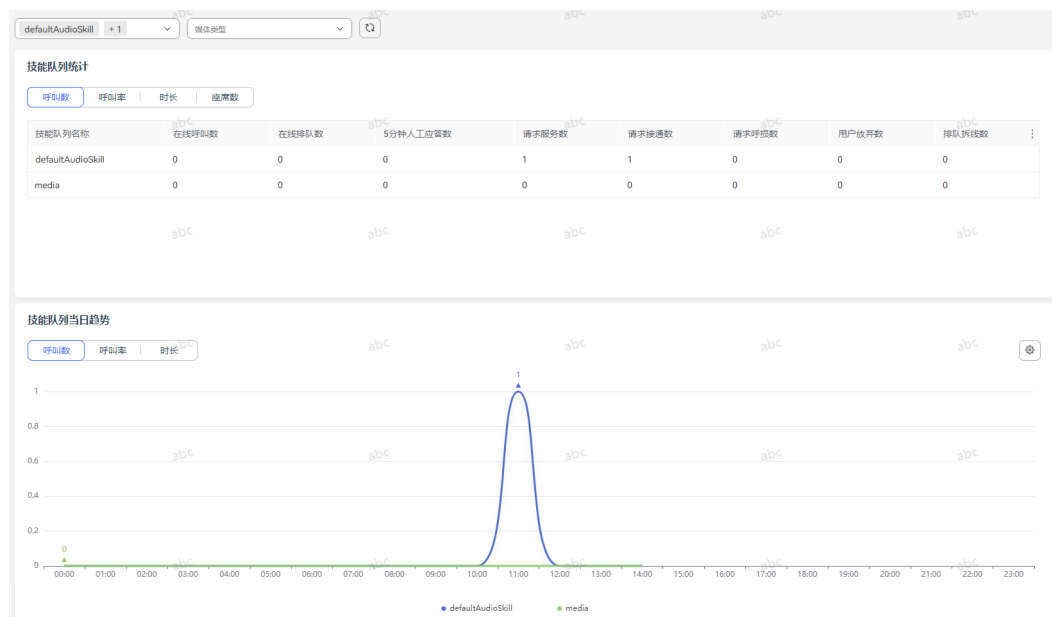 defaultAudioSkill + 1 媒体类型
技能队列统计
呼叫数 呼叫率 时长 座席数
技能队列名称 在线呼叫数 在线排队数 5分钟人工应答数 请求服务数 请求接通数 请求呼损数 用户放弃数 排队拆线数
defaultAudioSkill 0 0 0 1 1 0 0 0
media 0 0 0 0 0 0 0 0
abc abc abc abc abc
技能队列当日趋势
呼叫数 呼叫率 时长
1
1
0.8
0.6
0.4
0.2
0
0
00:00 01:00 02:00 03:00 04:00 05:00 06:00 07:00 08:00 09:00 10:00 11:00 12:00 13:00 14:00 15:00 16:00 17:00 18:00 19:00 20:00 21:00 22:00 23:00
defaultAudioSkill media